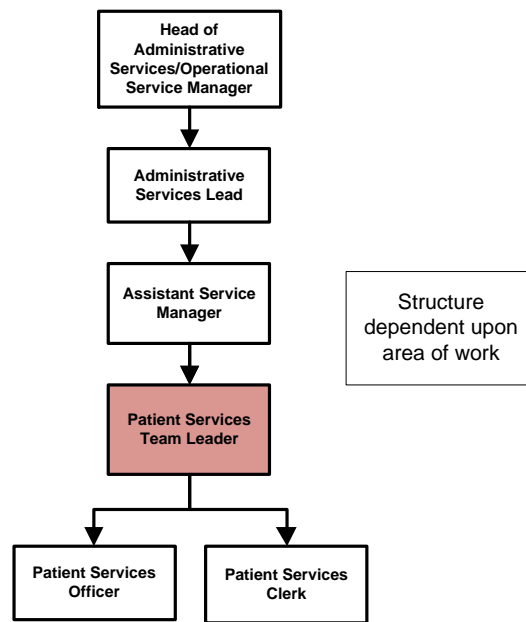 Head of
Administrative
Services/Operational
Service Manager
Administrative
Services Lead
Assistant Service
Manager
Structure
dependent upon
area of work
Patient Services
Team Leader
Patient Services
Officer
Patient Services
Clerk